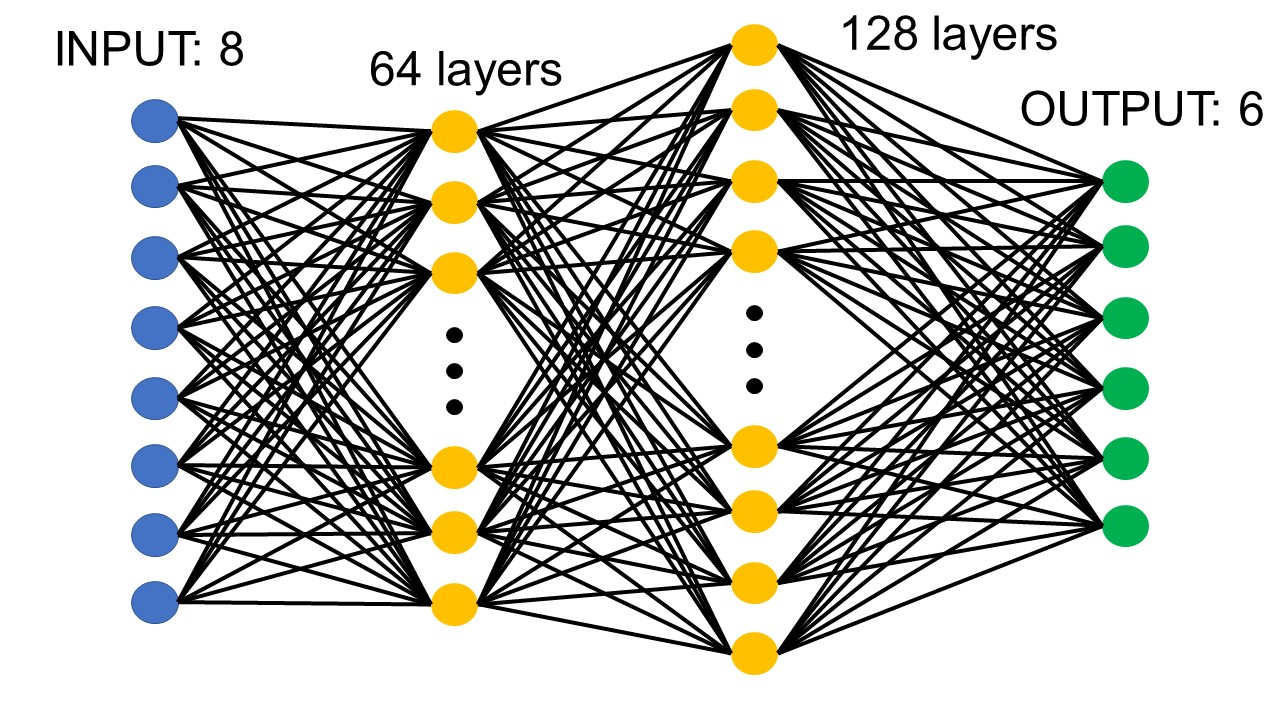 INPUT: 8
64 layers
128 layers
OUTPUT: 6